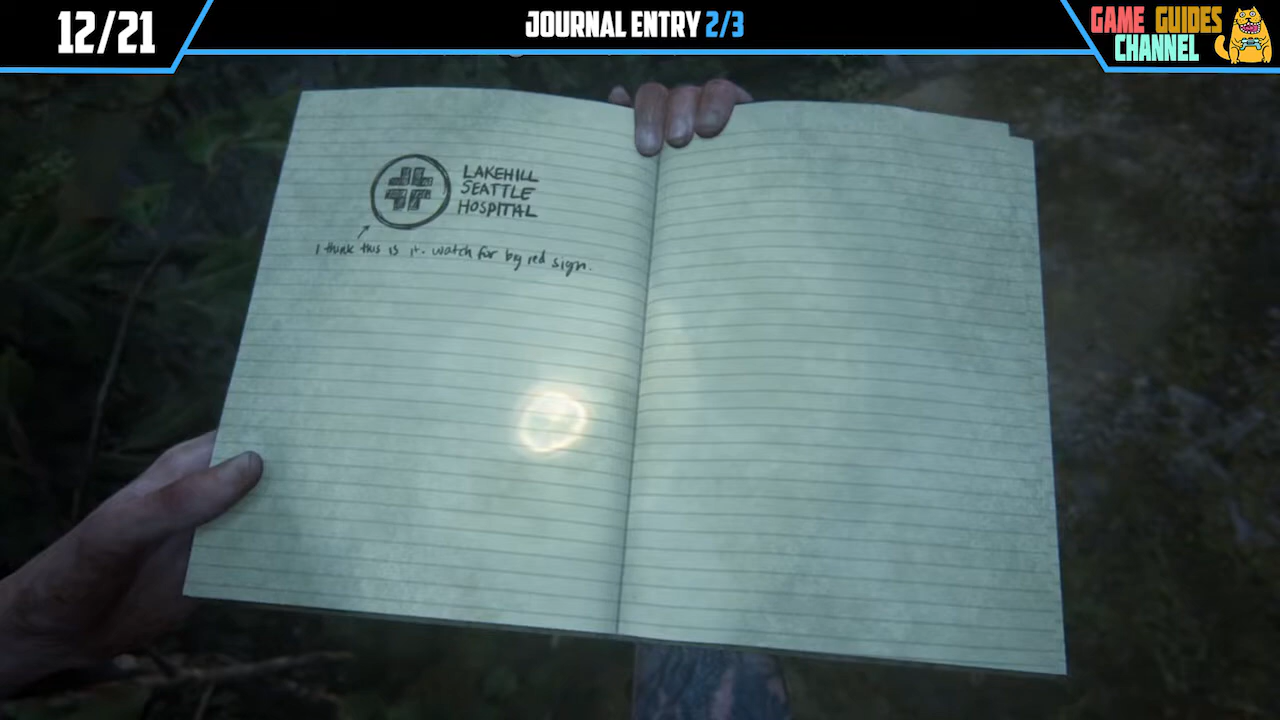 12/21
JOURNAL ENTRY 2/3
GAME GUIDES
CHANNEL
LAKEHILL
SEATTLE
HOSPITAL
I think this is it. watch for big red sign.